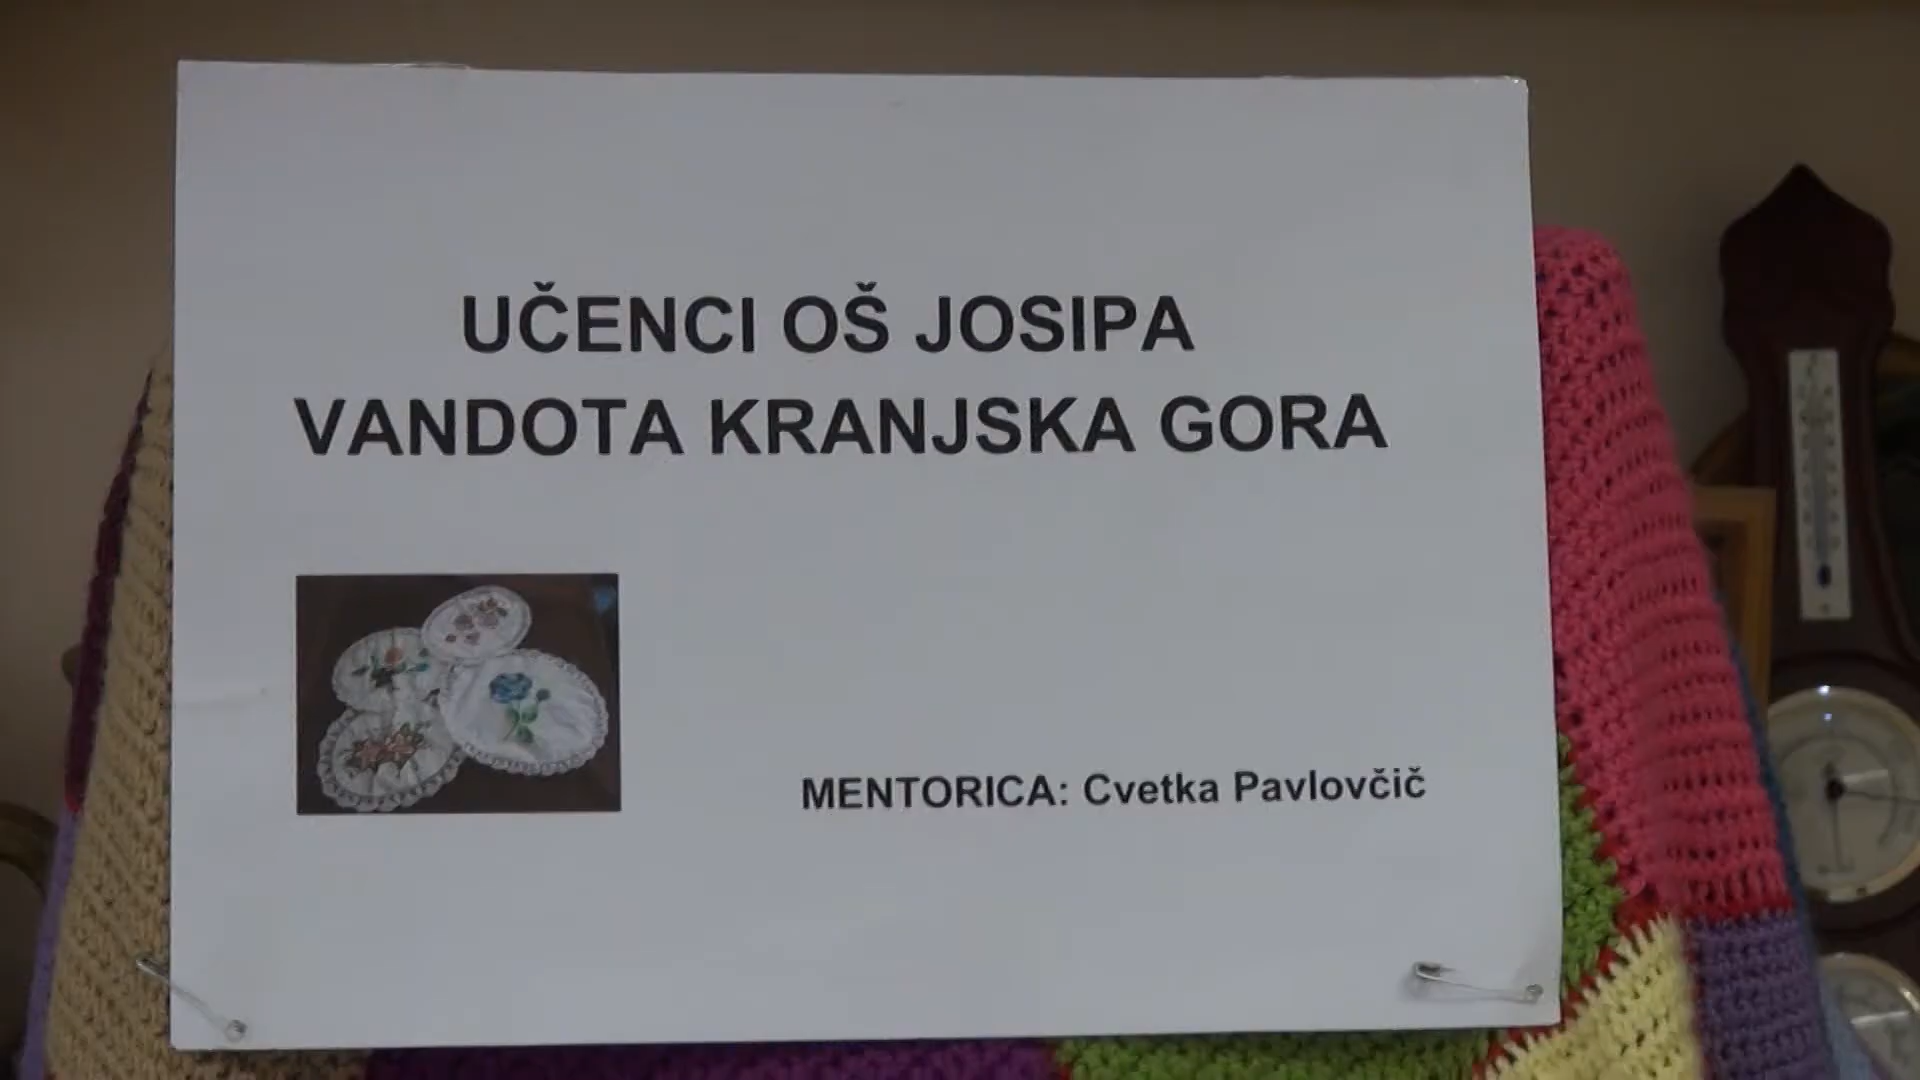 UČENCI OŠ JOSIPA
VANDOTA KRANJSKA GORA
MENTORICA: Cvetka Pavlovčič